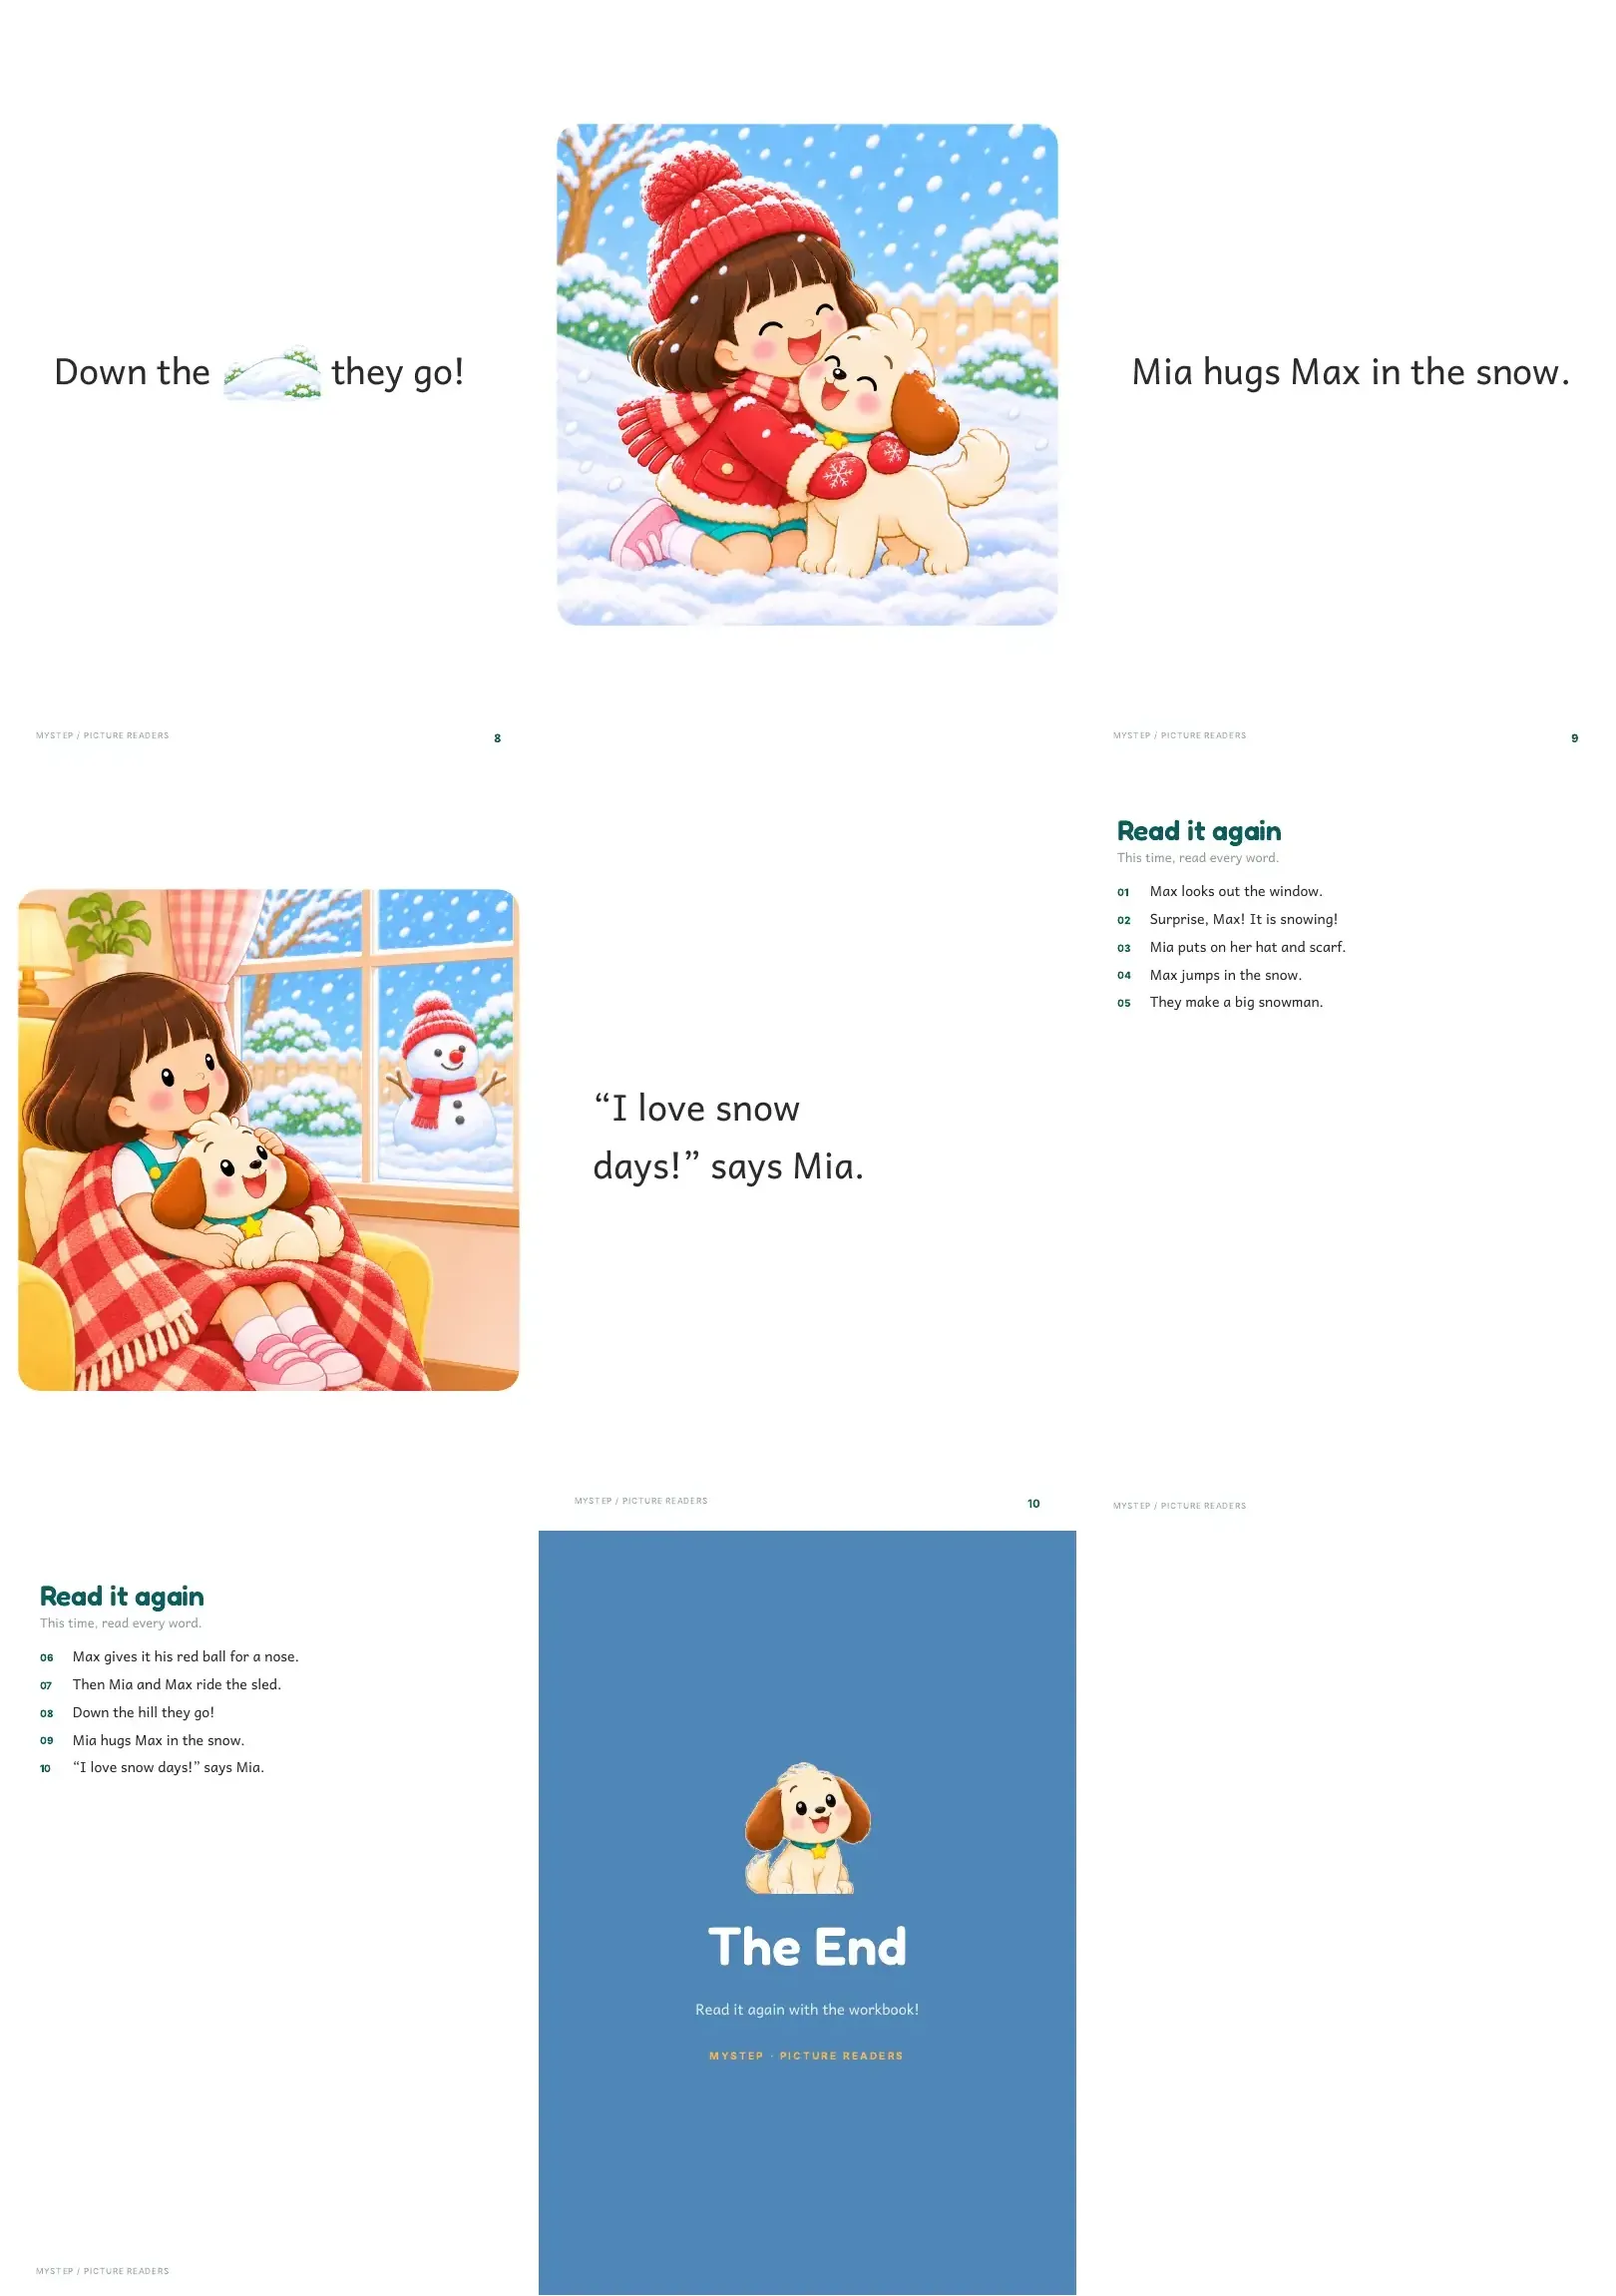 Down the they go!
MYSTEP / PICTURE READERS
8
Mia hugs Max in the snow.
MYSTEP / PICTURE READERS
9
“I love snow
days!” says Mia.
MYSTEP / PICTURE READERS
10
Read it again
This time, read every word.
01 Max looks out the window.
02 Surprise, Max! It is snowing!
03 Mia puts on her hat and scarf.
04 Max jumps in the snow.
05 They make a big snowman.
MYSTEP / PICTURE READERS
Read it again
This time, read every word.
06 Max gives it his red ball for a nose.
07 Then Mia and Max ride the sled.
08 Down the hill they go!
09 Mia hugs Max in the snow.
10 “I love snow days!” says Mia.
MYSTEP / PICTURE READERS
The End
Read it again with the workbook!
MYSTEP · PICTURE READERS